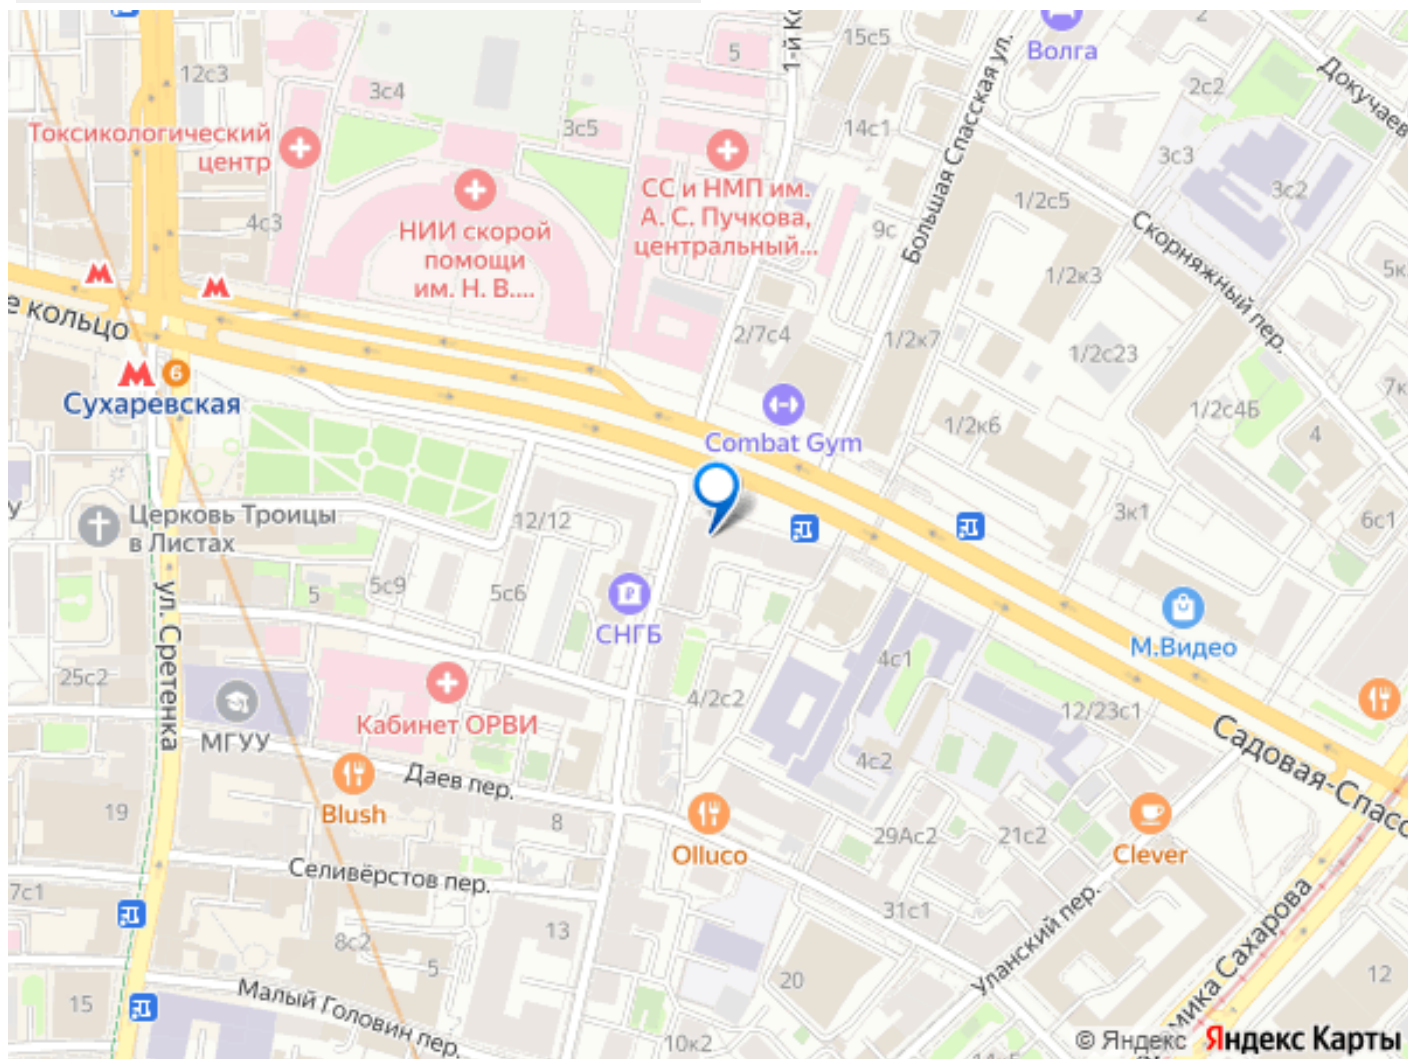 12с3
3с4
5
1-й Ко
15с5
Волга
2
2с2
Докучаев
Токсикологический
центр
3с5
14с1
3с3
3с2
СС и НМП им.
А. С. Пучкова,
центральный...
НИИ скорой
помощи
им. Н. В....
4с3
9с
Большая Спасская ул.
1/2с5
Скорняжный пер.
5к
1/2к3
е кольцо
2/7с4
1/2к7
1/2с23
7к
6
Сухаревская
Combat Gym
1/2к6
1/2с4Б
4
У
Церковь Троицы
в Листах
12/12
3к1
6с1
5
5с9
5с6
СНГБ
М.Видео
ул. Сретенка
25с2
МГУУ
Кабинет ОРВИ
4/2с2
4с1
12/23с1
4с2
Садовая-Спасс
Даев пер.
Blush
19
8
Olluco
29Ас2
21с2
Clever
Селивёрстов пер.
7с1
31с1
Уланский пер.
мика Сахарова
8с2
5
13
20
12
15
Малый Головин пер.
10к2
© Яндекс Яндекс Карты